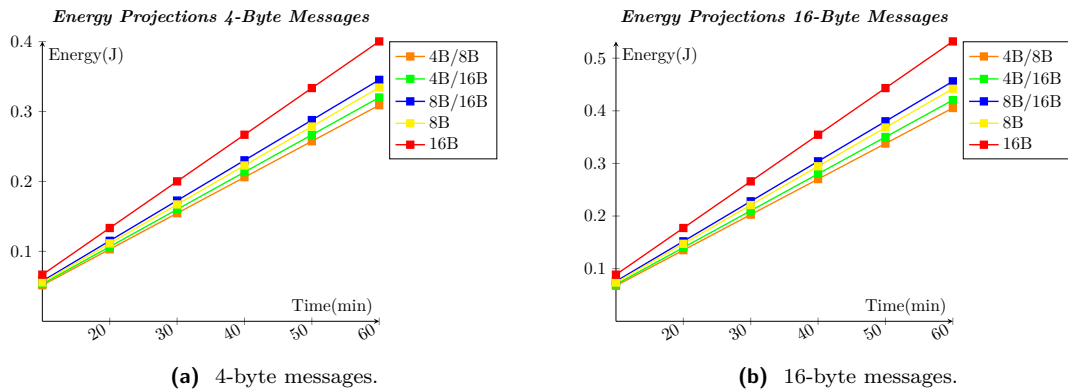 Energy Projections 4-Byte Messages
Energy(J)
0.4
0.3
0.2
0.1
Time(min)
20
30
40
50
60
4B/8B
4B/16B
8B/16B
8B
16B
(a) 4-byte messages.
Energy Projections 16-Byte Messages
Energy(J)
0.5
0.4
0.3
0.2
0.1
Time(min)
20
30
40
50
60
4B/8B
4B/16B
8B/16B
8B
16B
(b) 16-byte messages.